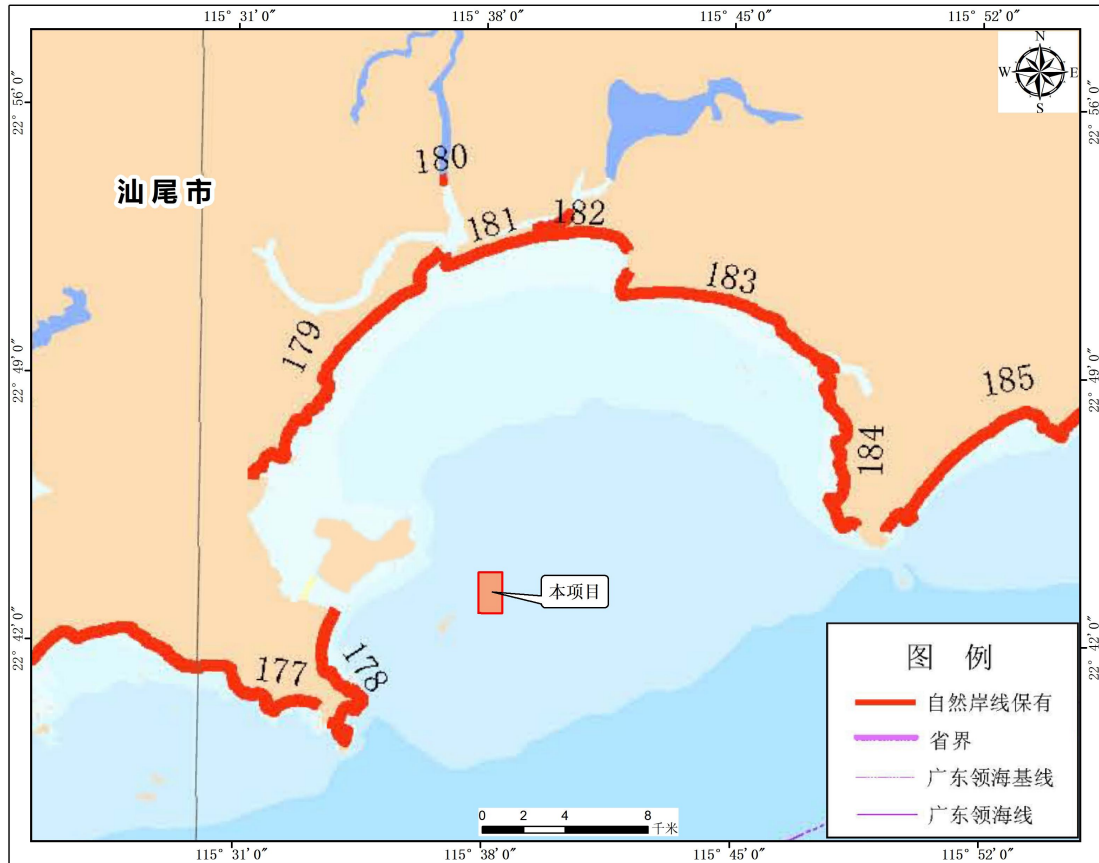 115° 31′ 0″
115° 38′ 0″
115° 45′ 0″
115° 52′ 0″
N
W
E
S
22° 56′ 0″
22° 56′ 0″
汕尾市
180
181
182
183
179
22° 49′ 0″
22° 49′ 0″
185
184
本项目
22° 42′ 0″
22° 42′ 0″
177
178
图 例
自然岸线保有
省界
广东领海基线
广东领海线
0 2 4 8
千米
115° 31′ 0″
115° 38′ 0″
115° 45′ 0″
115° 52′ 0″